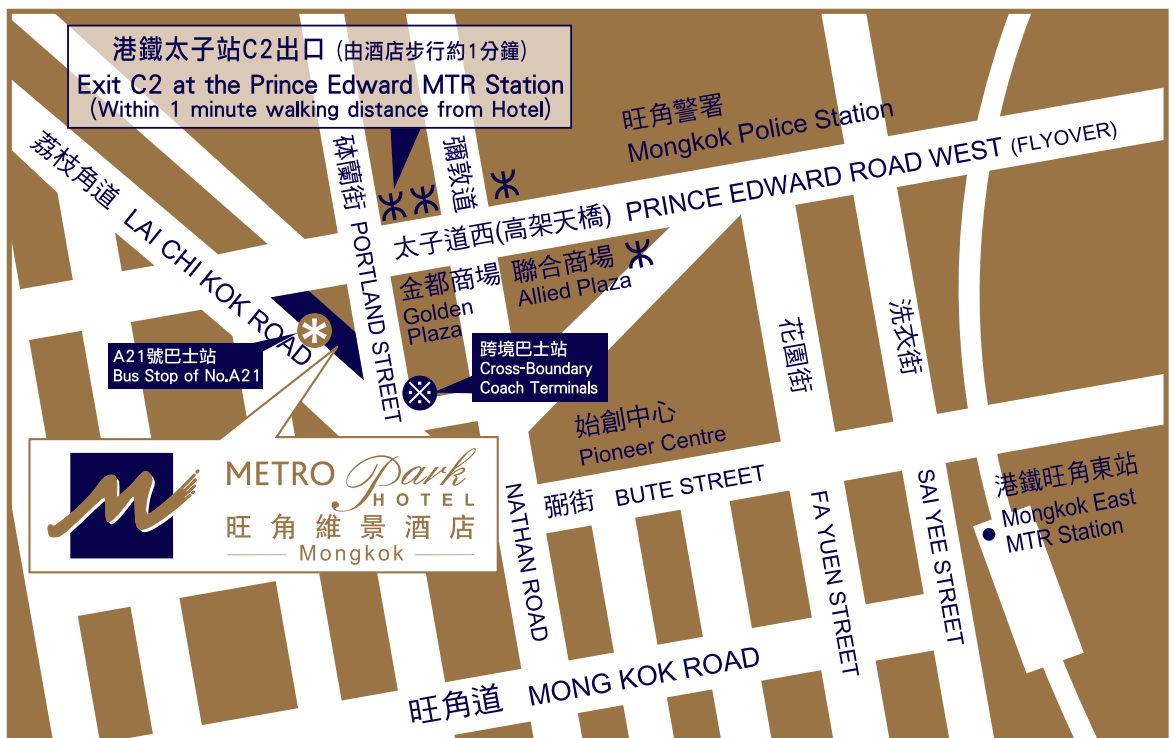 港鐵太子站C2出口 (由酒店步行約1分鐘)
Exit C2 at the Prince Edward MTR Station
(Within 1 minute walking distance from Hotel)
旺角警署
Mongkok Police Station
荔枝角道 LAI CHI KOK ROAD
砵蘭街 PORTLAND STREET
彌敦道
太子道西(高架天橋) PRINCE EDWARD ROAD WEST (FLYOVER)
金都商場
Golden
Plaza
聯合商場
Allied Plaza
花園街
洗衣街
A21號巴士站
Bus Stop of No.A21
跨境巴士站
Cross-Boundary
Coach Terminals
始創中心
Pioneer Centre
METRO Park
HOTEL
旺角維景酒店
Mongkok
NATHAN ROAD
弼街 BUTE STREET
FA YUEN STREET
SAI YEE STREET
港鐵旺角東站
Mongkok East
MTR Station
旺角道 MONG KOK ROAD